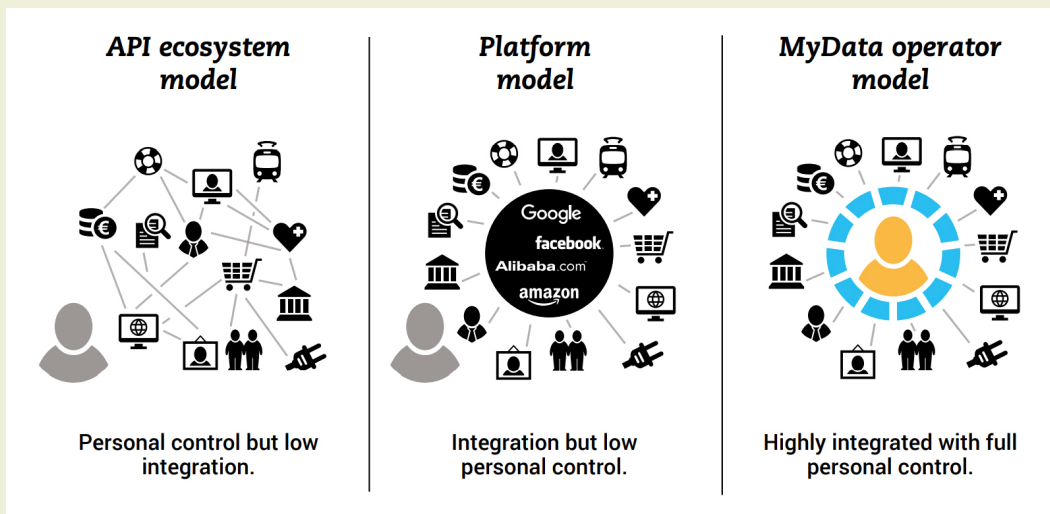 API ecosystem
model
Personal control but low
integration.
Platform
model
Google
facebook
Alibaba.com
amazon
Integration but low
personal control.
MyData operator
model
Highly integrated with full
personal control.